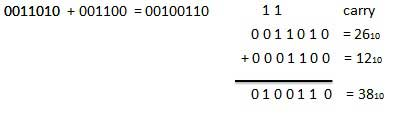 0011010 + 001100 = 00100110
1 1 carry
0 0 1 1 0 1 0 = 26₁₀
+ 0 0 0 1 1 0 0 = 12₁₀
0 1 0 0 1 1 0 = 38₁₀